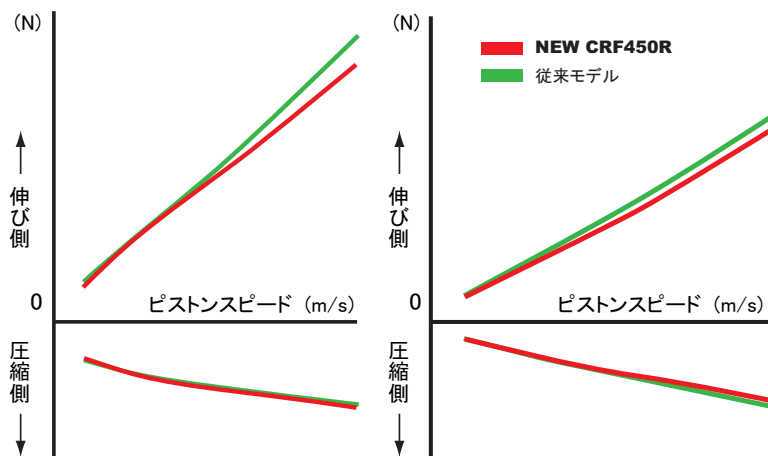 (N)
↑
伸び側
0
ピストンスピード (m/s)
圧縮側
↓
(N)
NEW CRF450R
従来モデル
↑
伸び側
0
ピストンスピード (m/s)
圧縮側
↓